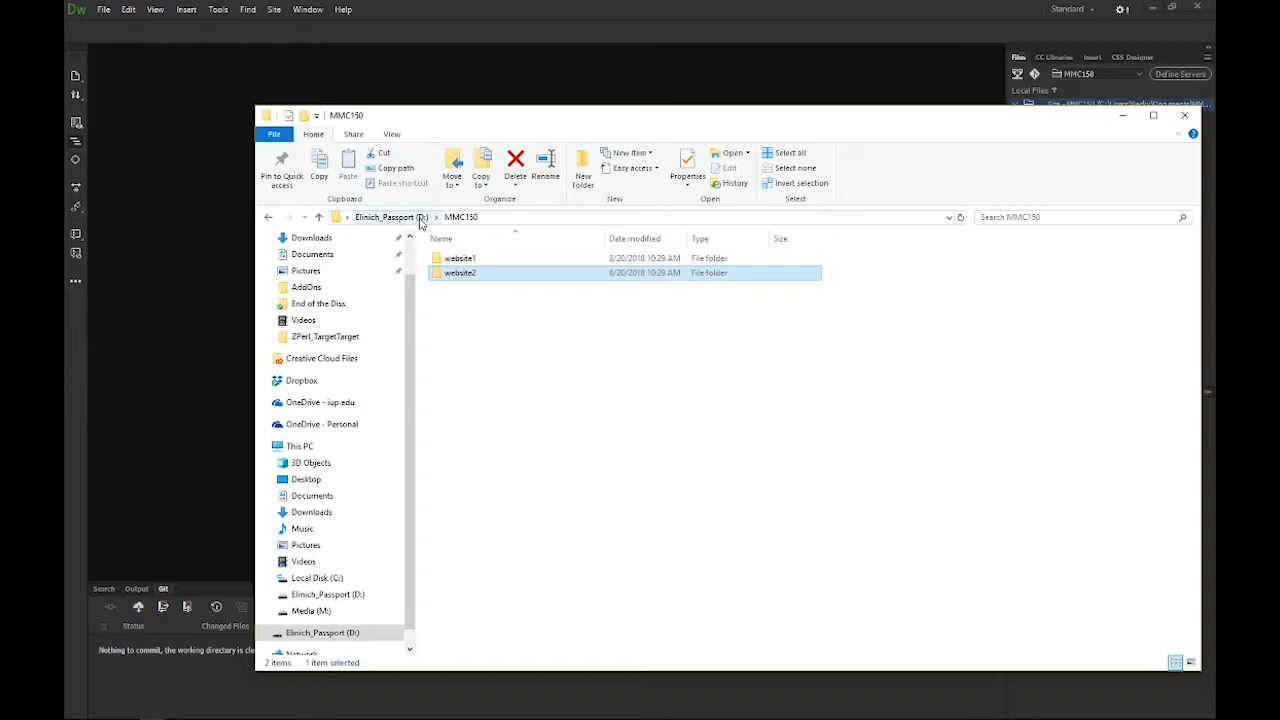 Dw File Edit View Insert Tools Find Site Window Help Standard
Files CC Libraries Insert CSS Designer
MMC150 Define Servers
Local Files
MMC150
File Home Share View
Pin to Quick access
Copy
Paste
Cut
Copy path
Paste shortcut
Move to
Copy to
Delete
Rename
New folder
New item
Easy access
Properties
Open
Edit
History
Select all
Select none
Invert selection
Clipboard Organize New Open Select
Elinich_Passport (D:) MMC150 Search MMC150
Name Date modified Type Size
website1 8/20/2018 10:29 AM File folder
website2 8/20/2018 10:29 AM File folder
Downloads
Documents
Pictures
AddOns
End of the Diss
Videos
ZPerl_TargetTarget
Creative Cloud Files
Dropbox
OneDrive - iup.edu
OneDrive - Personal
This PC
3D Objects
Desktop
Documents
Downloads
Music
Pictures
Videos
Local Disk (C:)
Elinich_Passport (D:)
Media (M:)
Elinich_Passport (D:)
Network
2 items 1 item selected
Search Output Git
Status Changed Files
Nothing to commit, the working directory is